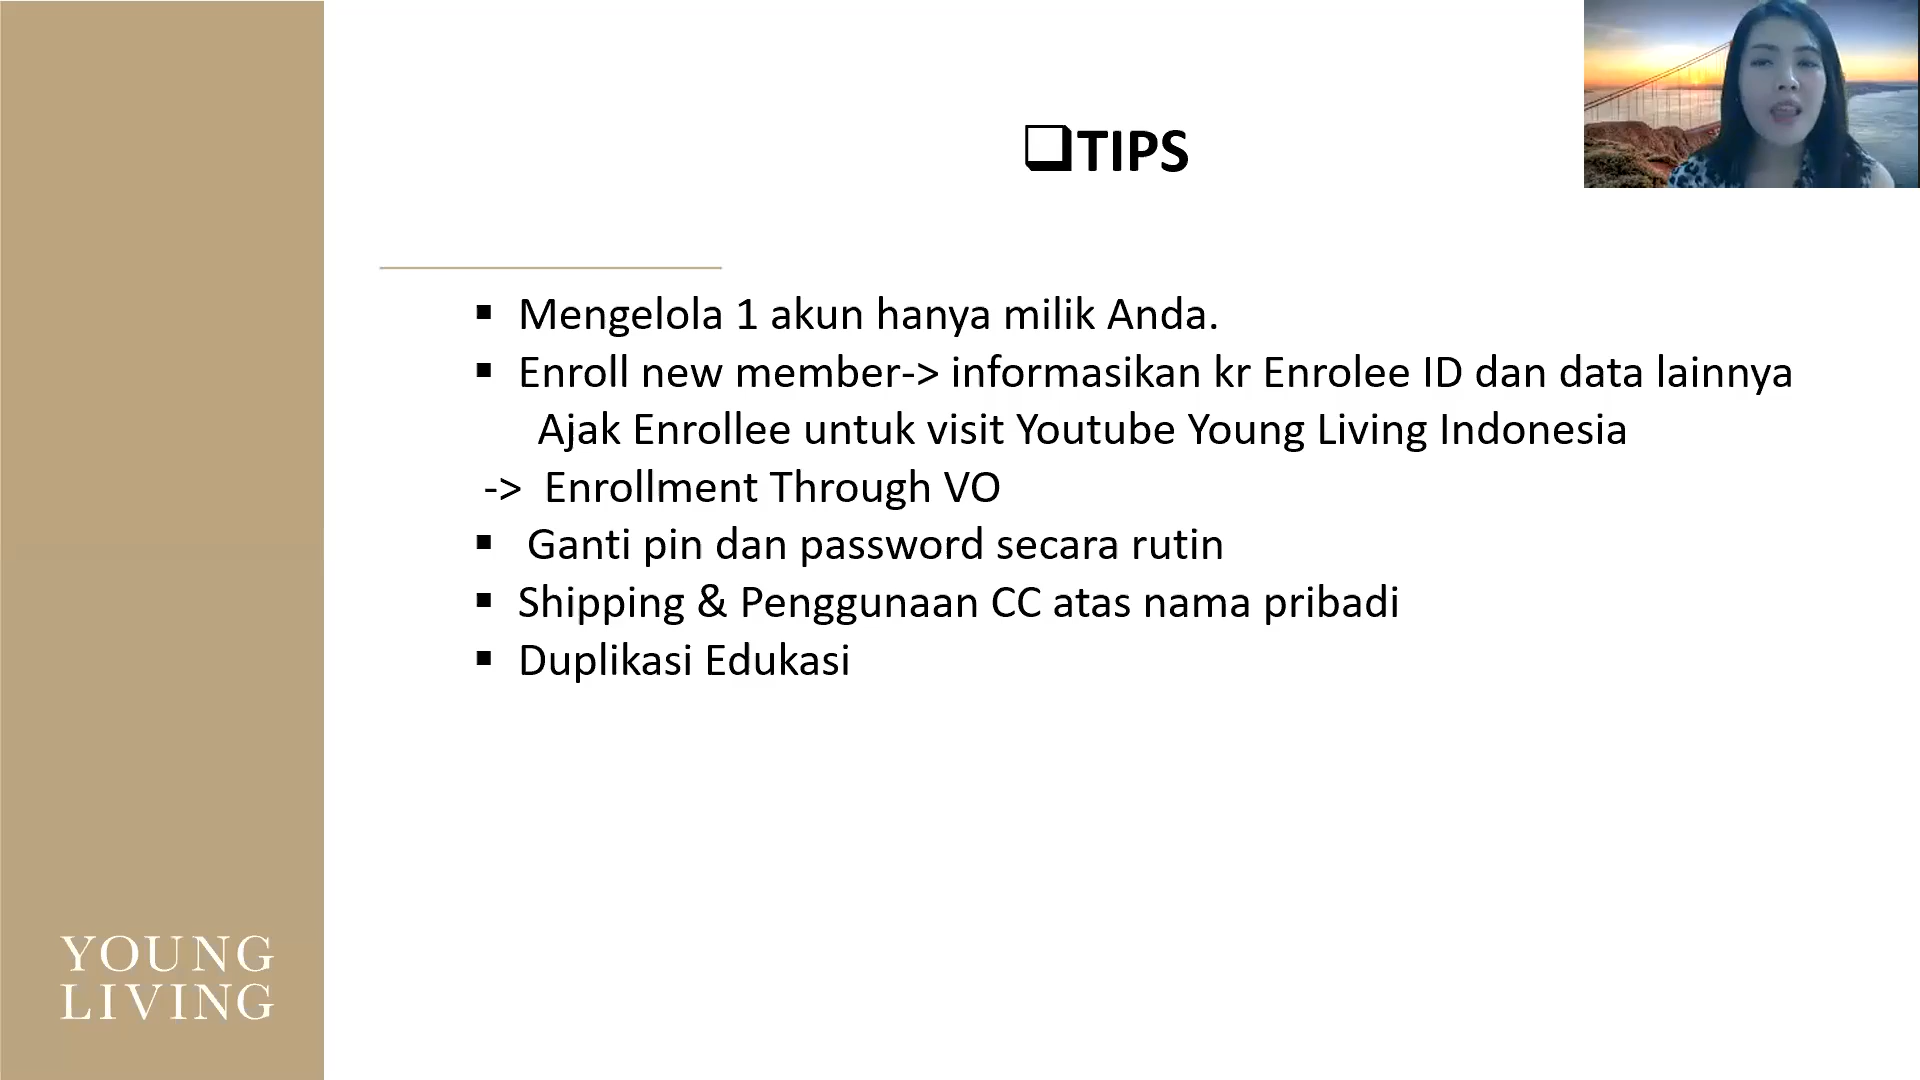 ❑TIPS
▪ Mengelola 1 akun hanya milik Anda.
▪ Enroll new member-> informasikan kr Enrolee ID dan data lainnya
Ajak Enrollee untuk visit Youtube Young Living Indonesia
-> Enrollment Through VO
▪ Ganti pin dan password secara rutin
▪ Shipping & Penggunaan CC atas nama pribadi
▪ Duplikasi Edukasi
YOUNG
LIVING